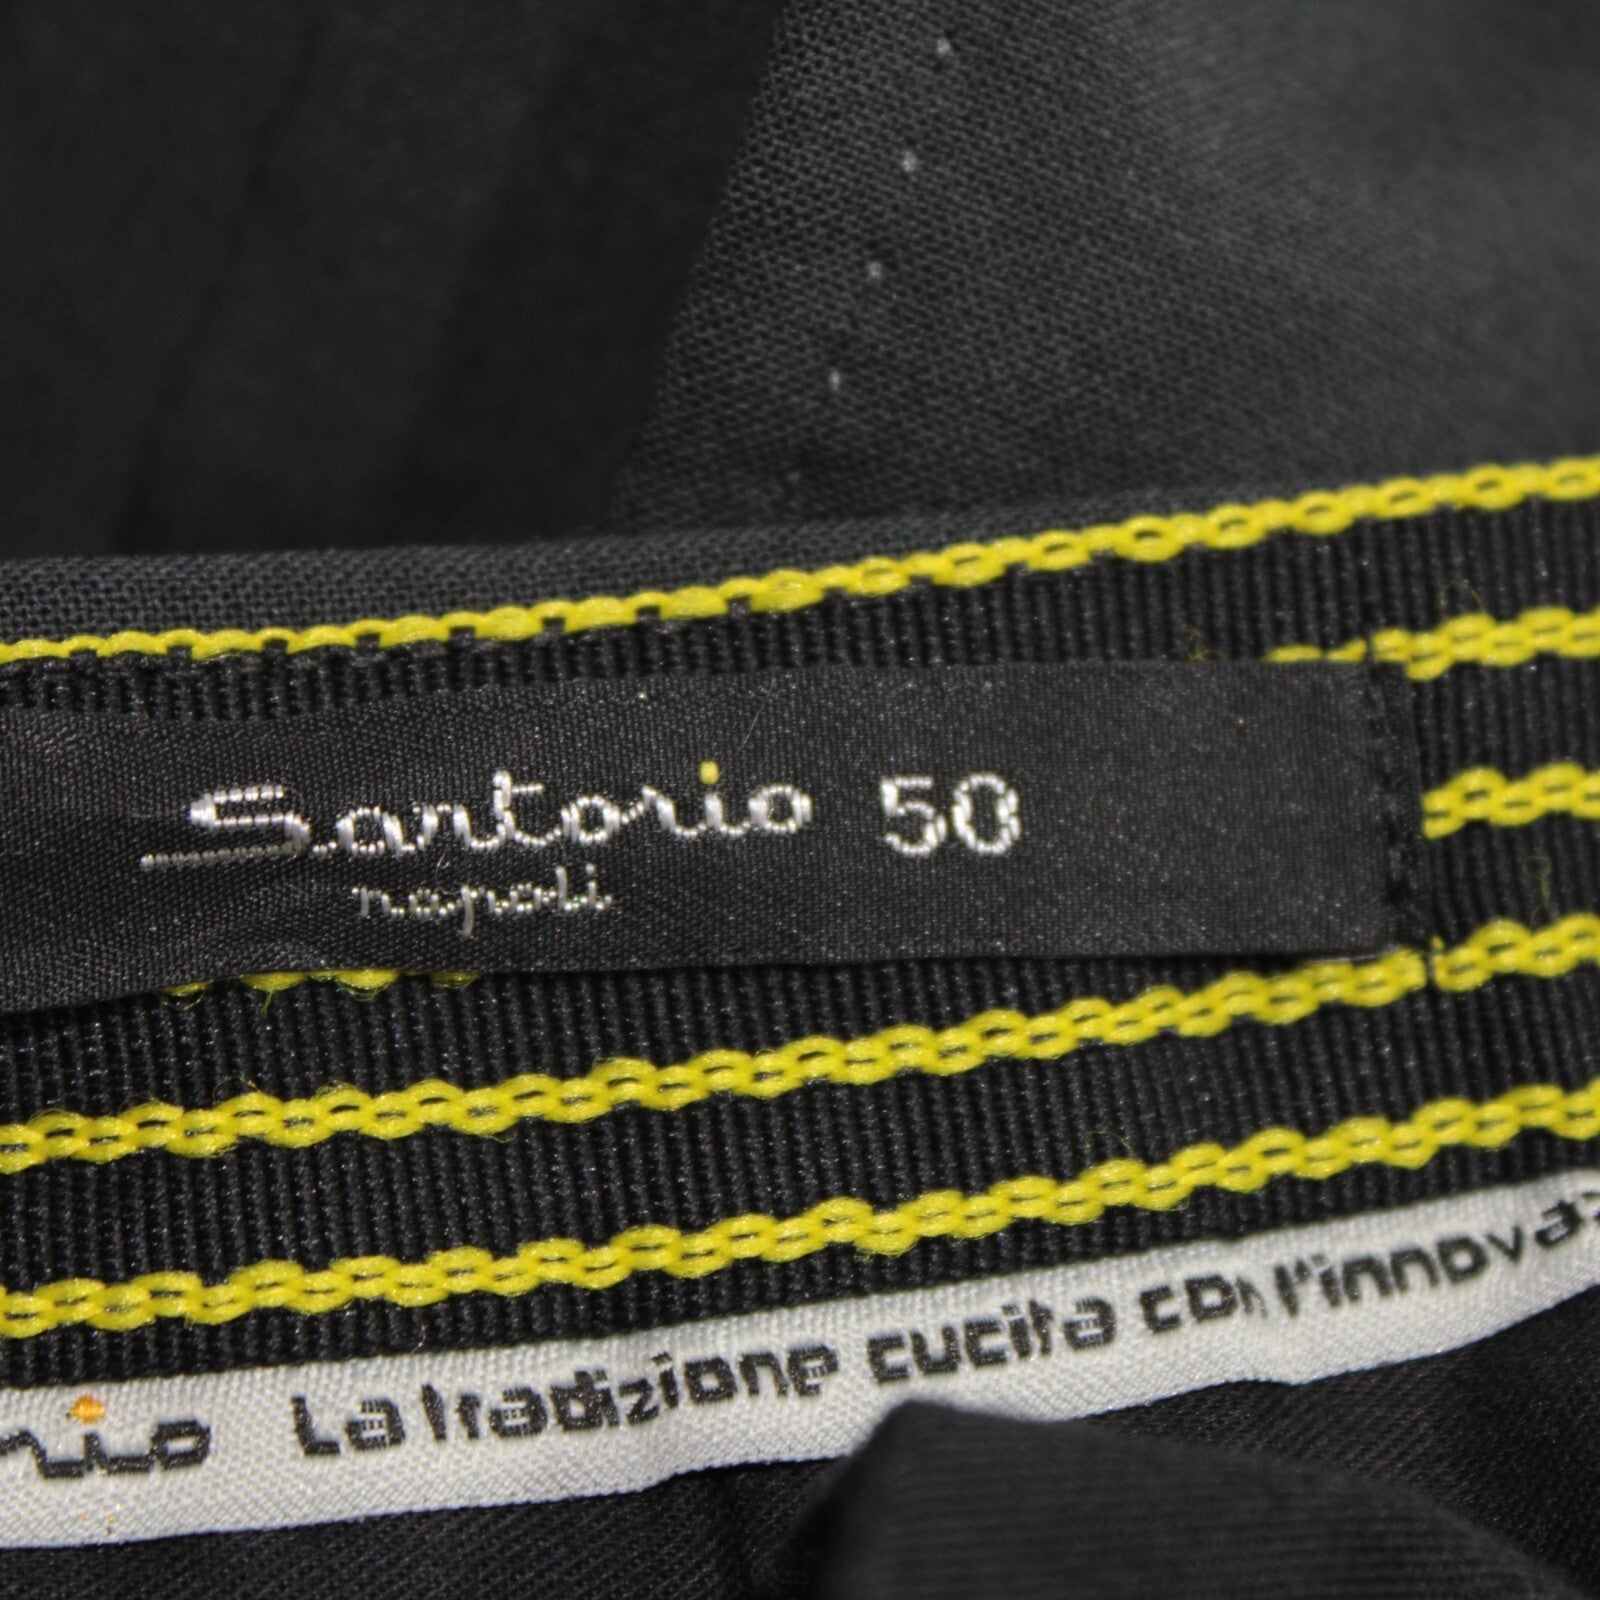 Sartorio 50
napoli
La tradizione cucita con l'innova